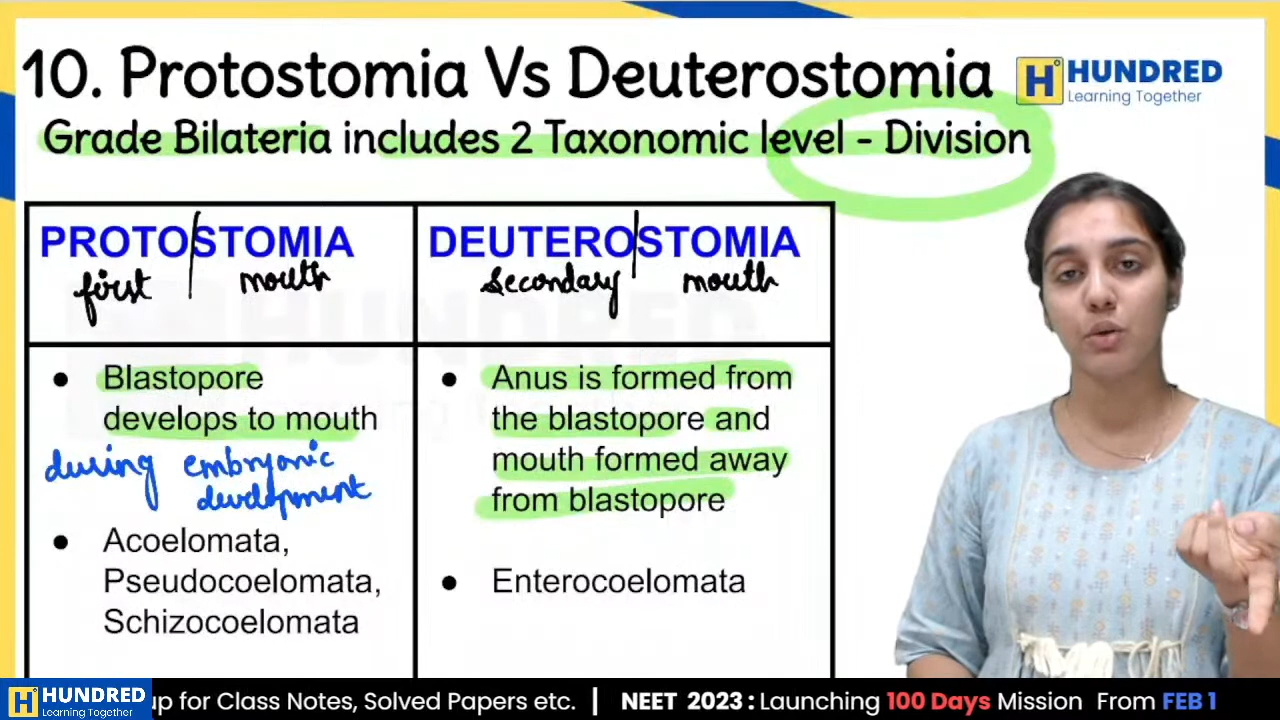 10. Protostomia Vs Deuterostomia
HUNDRED
Learning Together
Grade Bilateria includes 2 Taxonomic level - Division
PROTOSTOMIA
first mouth
DEUTEROSTOMIA
secondary mouth
Blastopore
develops to mouth
during embryonic
development
Acoelomata,
Pseudocoelomata,
Schizocoelomata
Anus is formed from
the blastopore and
mouth formed away
from blastopore
Enterocoelomata
HUNDRED
Learning Together
up for Class Notes, Solved Papers etc. | NEET 2023 : Launching 100 Days Mission From FEB 1